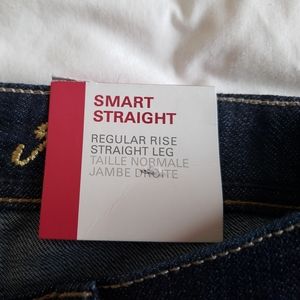 SMART
STRAIGHT
REGULAR RISE
STRAIGHT LEG
TAILLE NORMALE
JAMBE DROITE